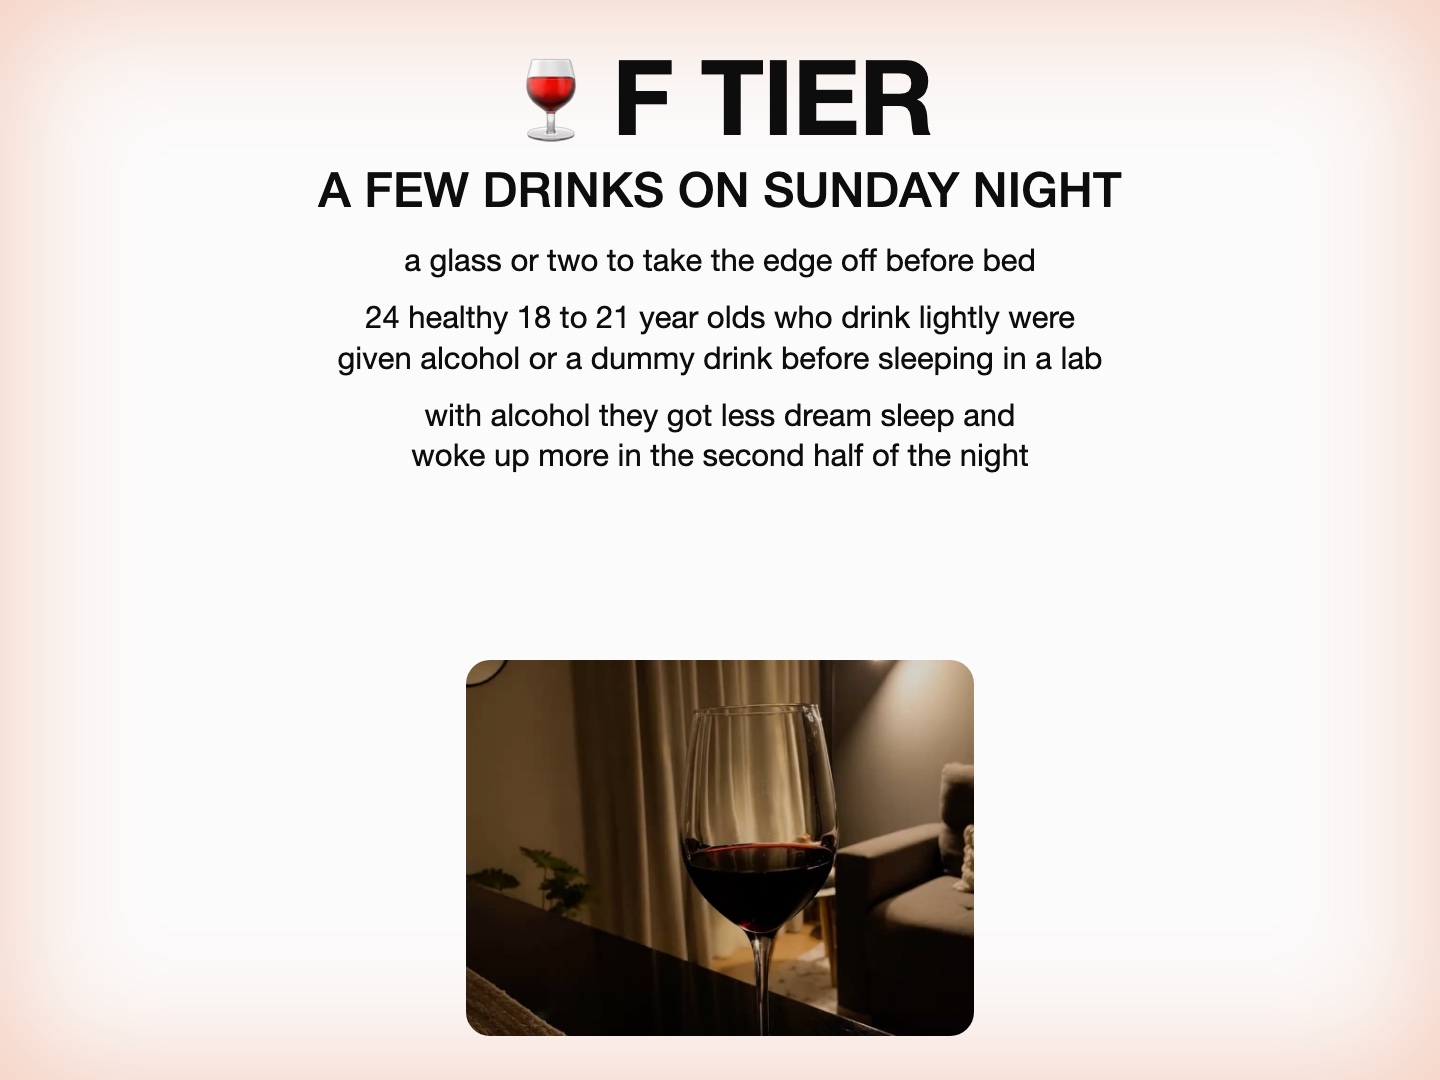 F TIER
A FEW DRINKS ON SUNDAY NIGHT
a glass or two to take the edge off before bed
24 healthy 18 to 21 year olds who drink lightly were
given alcohol or a dummy drink before sleeping in a lab
with alcohol they got less dream sleep and
woke up more in the second half of the night